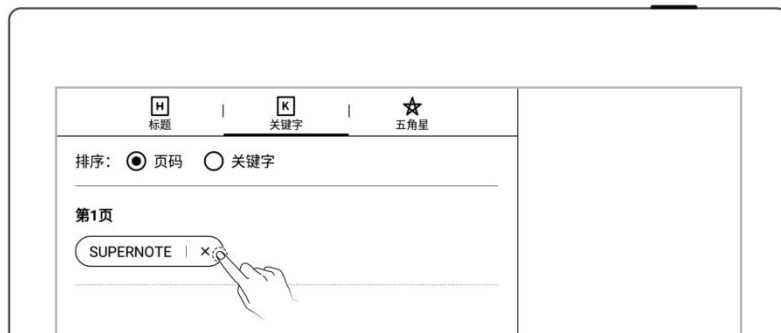 H K
标题 | 关键字 | 五角星
排序： 页码 关键字
第1页
SUPERNOTE | ×